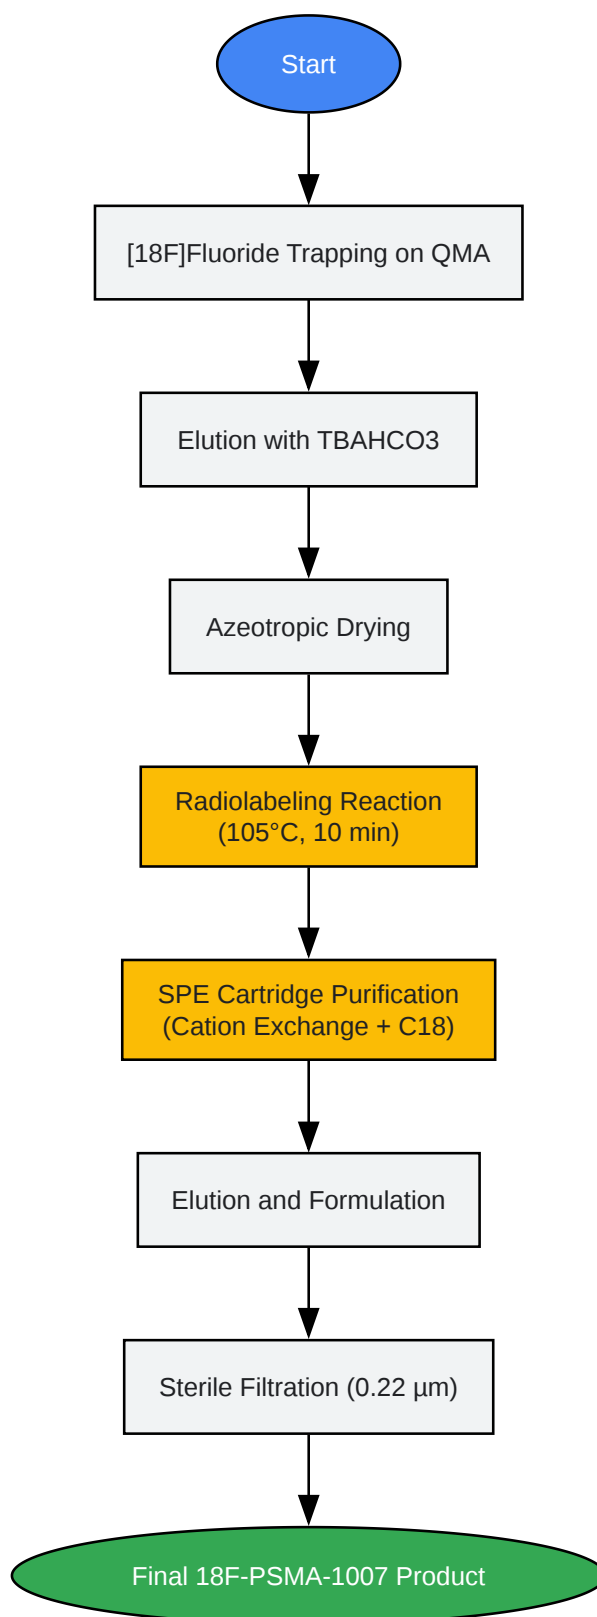 Start
[18F]Fluoride Trapping on QMA
Elution with TBAHCO3
Azeotropic Drying
Radiolabeling Reaction
(105°C, 10 min)
SPE Cartridge Purification
(Cation Exchange + C18)
Elution and Formulation
Sterile Filtration (0.22 µm)
Final 18F-PSMA-1007 Product